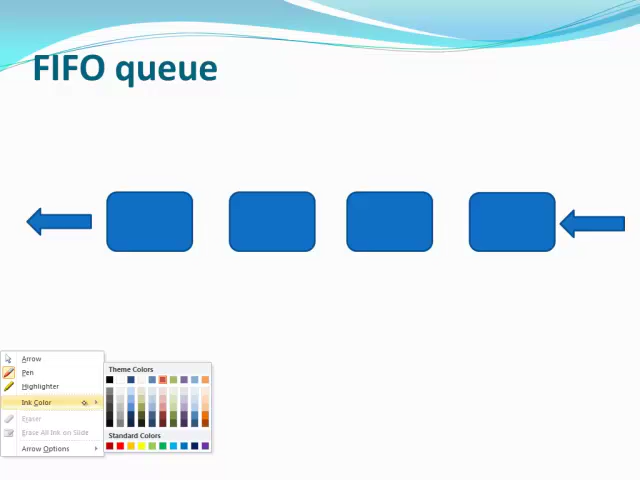 FIFO queue
Arrow
Pen
Highlighter
Ink Color
Eraser
Erase All Ink on Slide
Arrow Options
Theme Colors
Standard Colors